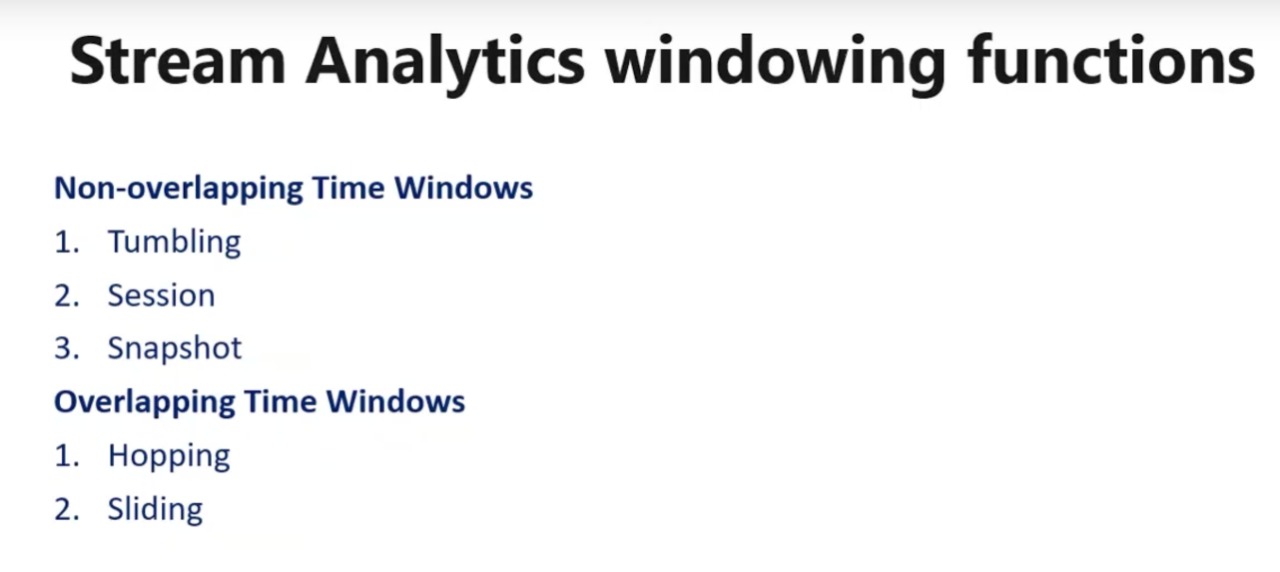 Stream Analytics windowing functions
Non-overlapping Time Windows
1. Tumbling
2. Session
3. Snapshot
Overlapping Time Windows
1. Hopping
2. Sliding